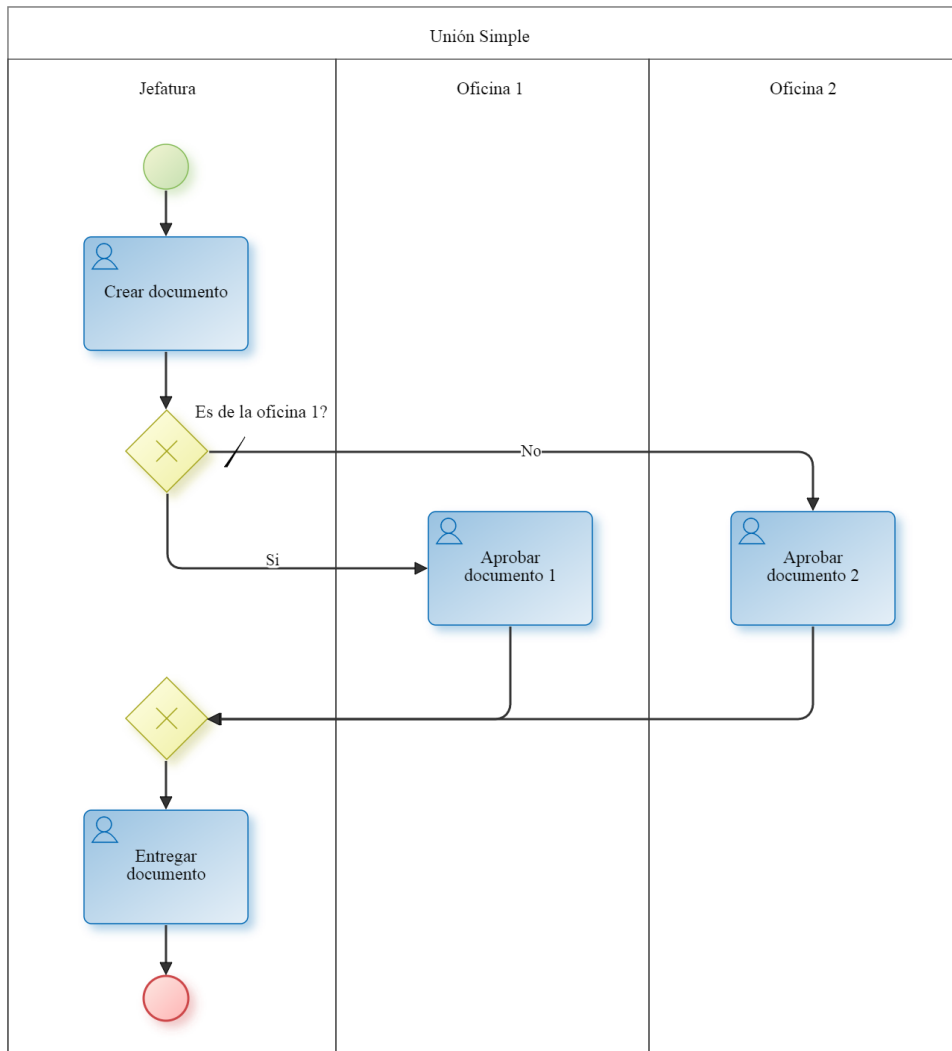 Unión Simple
Jefatura
Oficina 1
Oficina 2
Crear documento
Es de la oficina 1?
No
Si
Aprobar
documento 1
Aprobar
documento 2
Entregar
documento